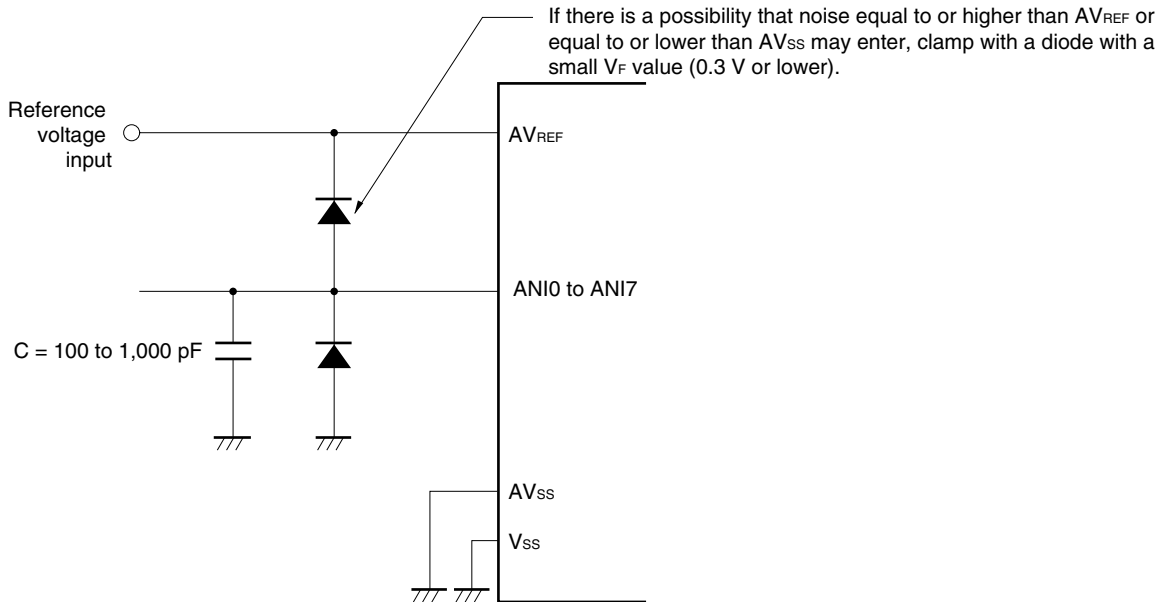 If there is a possibility that noise equal to or higher than AVREF or
equal to or lower than AVSS may enter, clamp with a diode with a
small VF value (0.3 V or lower).
Reference
voltage
input
AVREF
ANI0 to ANI7
C = 100 to 1,000 pF
AVSS
VSS